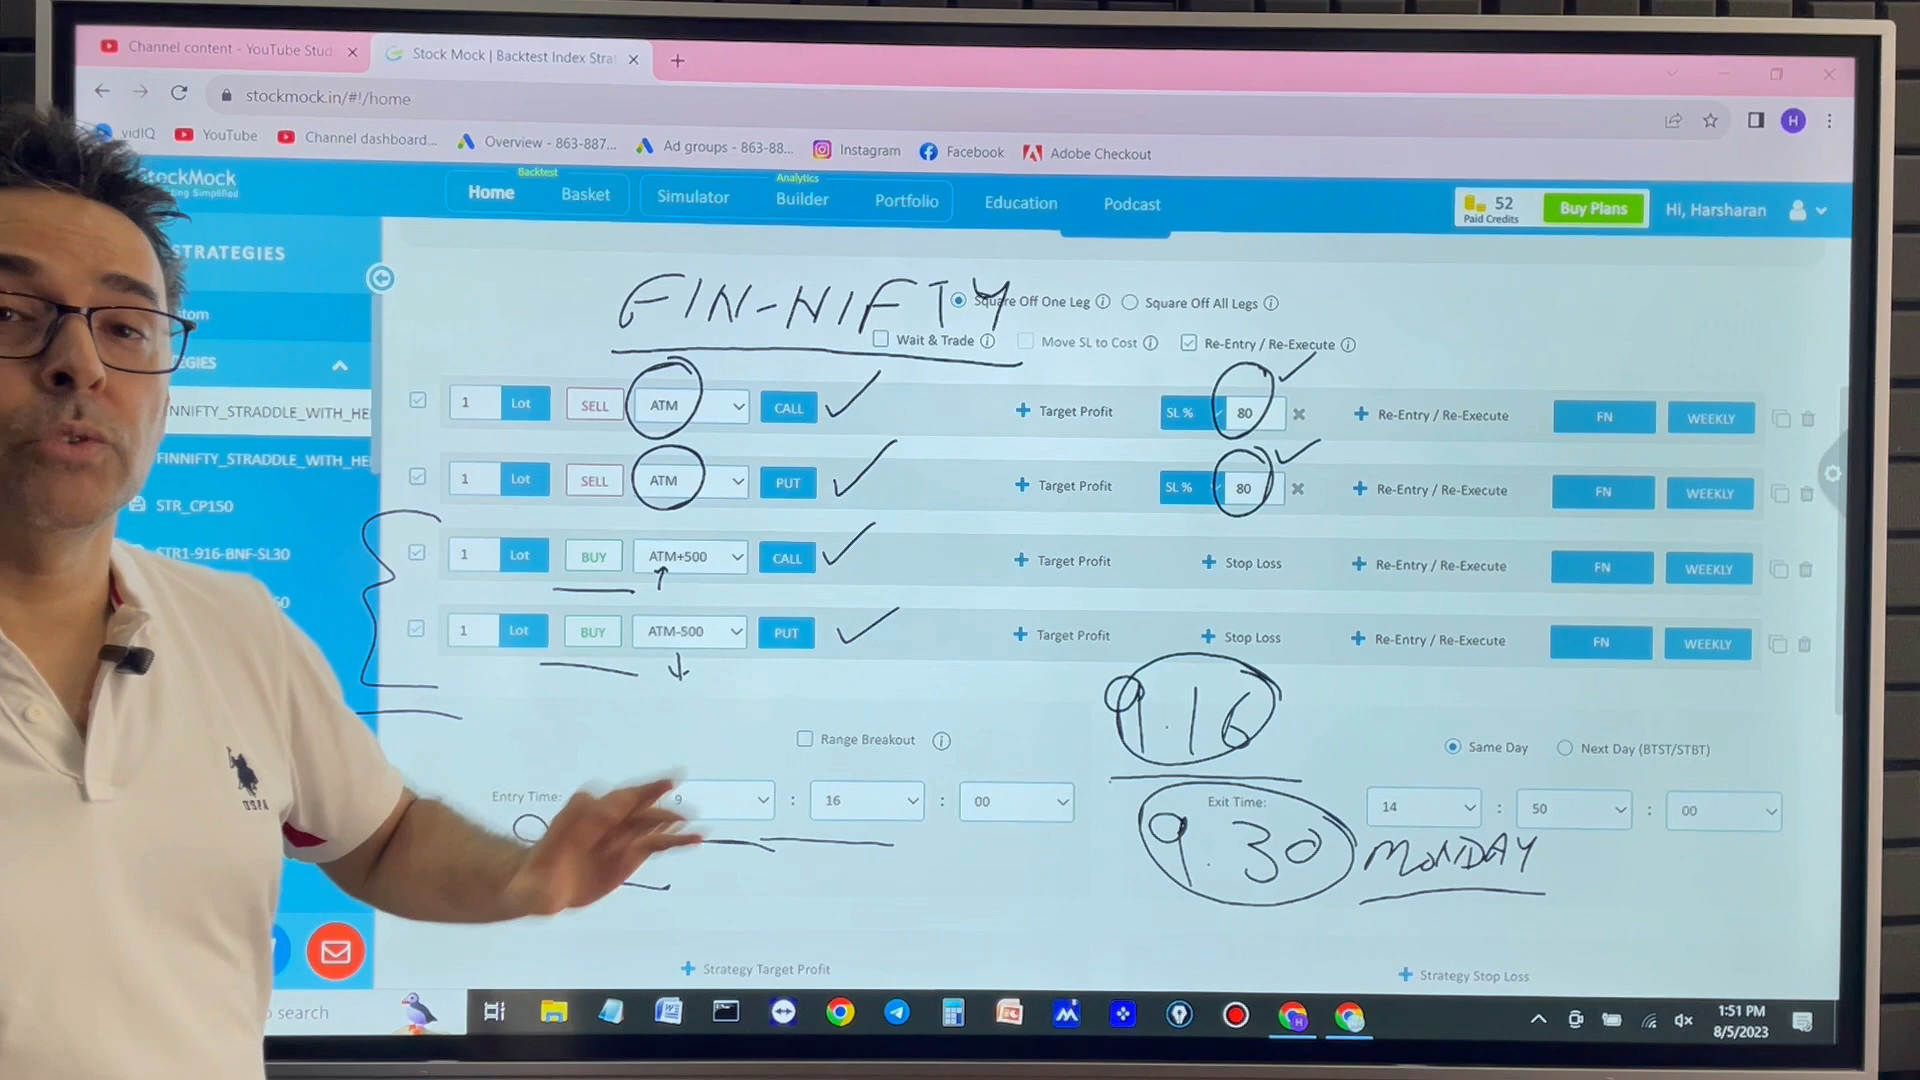 Channel content - YouTube Stud
Stock Mock | Backtest Index Stra
stockmock.in/#!/home
vidIQ YouTube Channel dashboard... Overview - 863-887... Ad groups - 863-88... Instagram Facebook Adobe Checkout
StockMock
Simplified
Backtest
Home Basket
Simulator
Analytics
Builder
Portfolio Education Podcast
52
Paid Credits
Buy Plans
Hi, Harsharan
STRATEGIES
FIN-NIFTY
Square Off One Leg Square Off All Legs
Wait & Trade Move SL to Cost Re-Entry / Re-Execute
1 Lot SELL ATM CALL + Target Profit SL % 80 + Re-Entry / Re-Execute FN WEEKLY
1 Lot SELL ATM PUT + Target Profit SL % 80 + Re-Entry / Re-Execute FN WEEKLY
FINNIFTY_STRADDLE_WITH_HE
STR_CP150
STR1-916-BNF-SL30
1 Lot BUY ATM+500 CALL + Target Profit + Stop Loss + Re-Entry / Re-Execute FN WEEKLY
1 Lot BUY ATM-500 PUT + Target Profit + Stop Loss + Re-Entry / Re-Execute FN WEEKLY
9.16
Range Breakout
Same Day Next Day (BTST/STBT)
Entry Time: 9 : 16 : 00
Exit Time: 14 : 50 : 00
9.30 MONDAY
USPA
+ Strategy Target Profit
+ Strategy Stop Loss
search
1:51 PM
8/5/2023